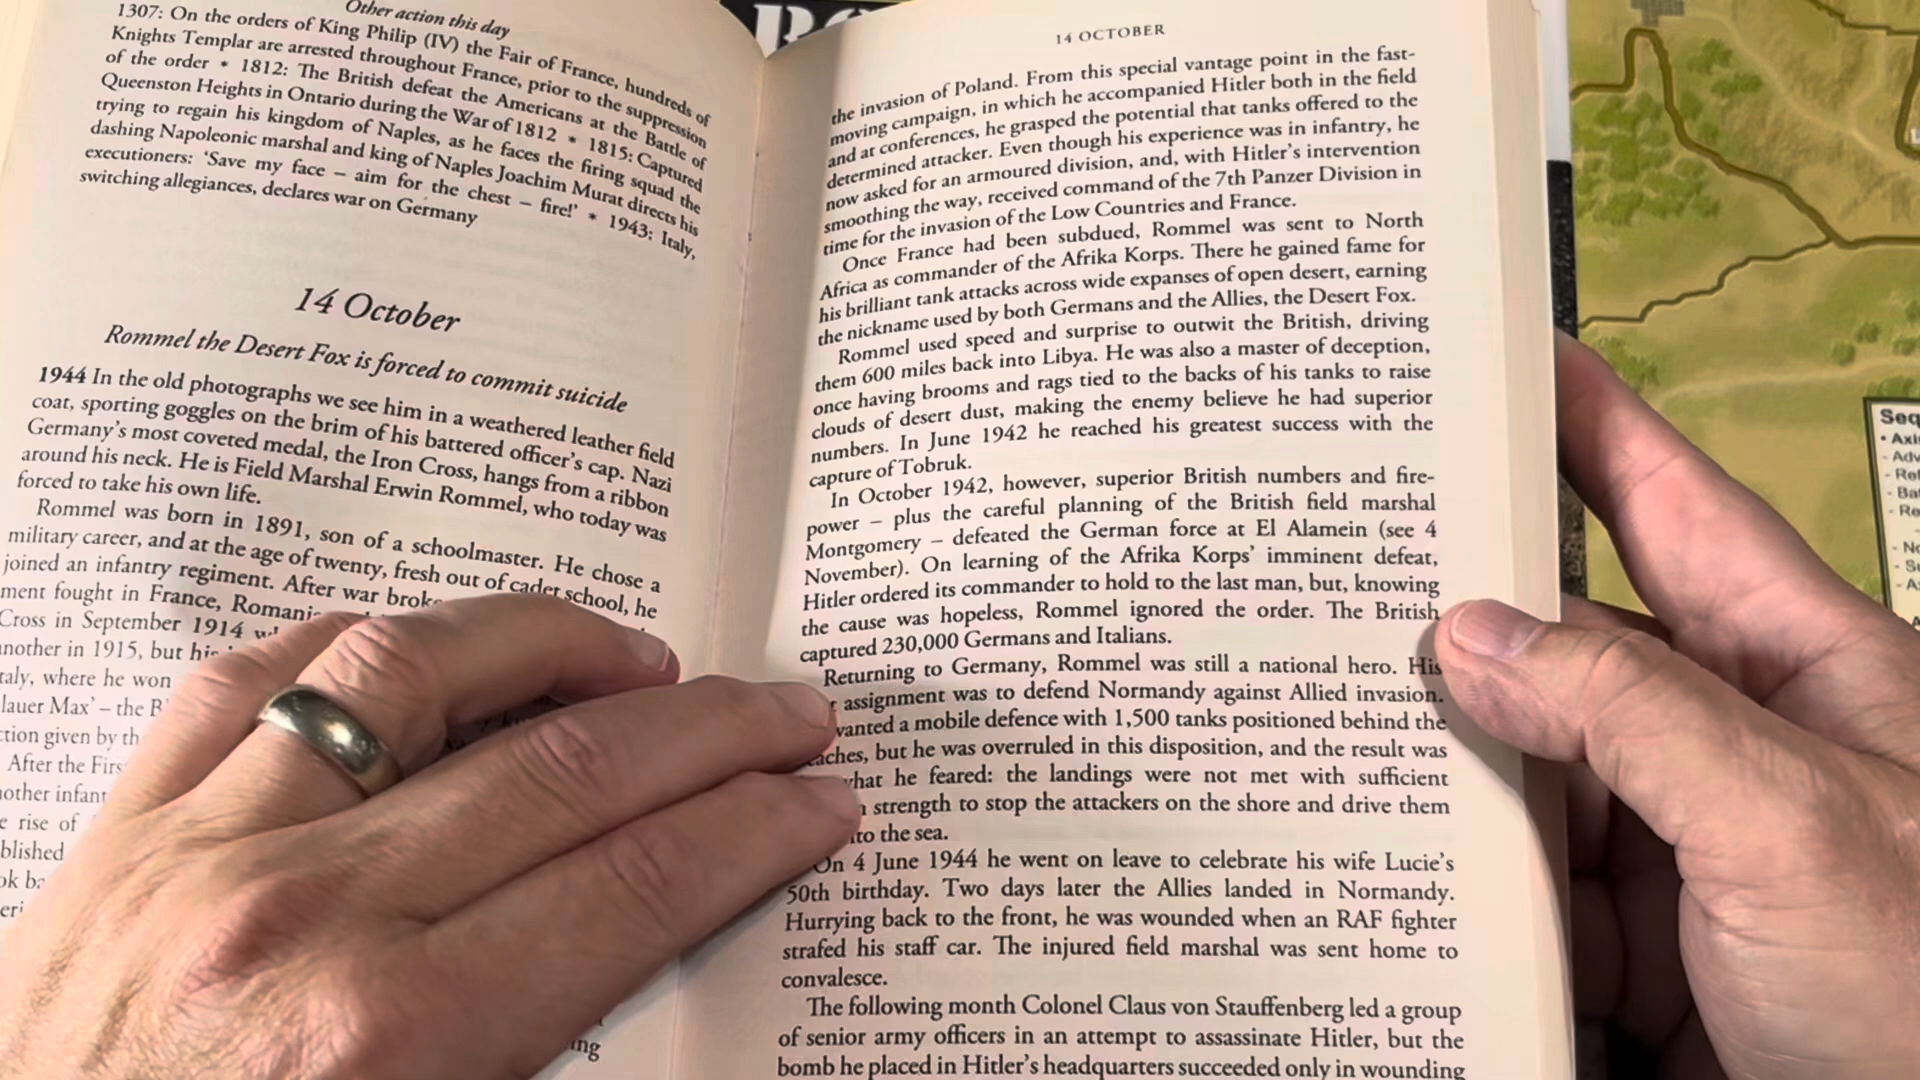 Other action this day
1307: On the orders of King Philip (IV) the Fair of France, hundreds of
Knights Templar are arrested throughout France, prior to the suppression
of the order * 1812: The British defeat the Americans at the Battle of
Queenston Heights in Ontario during the War of 1812 * 1815: Captured
trying to regain his kingdom of Naples, as he faces the firing squad the
dashing Napoleonic marshal and king of Naples Joachim Murat directs his
executioners: 'Save my face – aim for the chest – fire!' * 1943: Italy,
switching allegiances, declares war on Germany
14 October
Rommel the Desert Fox is forced to commit suicide
1944 In the old photographs we see him in a weathered leather field
coat, sporting goggles on the brim of his battered officer's cap. Nazi
Germany's most coveted medal, the Iron Cross, hangs from a ribbon
around his neck. He is Field Marshal Erwin Rommel, who today was
forced to take his own life.
Rommel was born in 1891, son of a schoolmaster. He chose a
military career, and at the age of twenty, fresh out of cadet school, he
joined an infantry regiment. After war broke
ment fought in France,
Cross in September 1914
another in 1915, but his
where he won
Max' – the
given by
After the First
infant
rise of
14 OCTOBER
the invasion of Poland. From this special vantage point in the fast-
moving campaign, in which he accompanied Hitler both in the field
and at conferences, he grasped the potential that tanks offered to the
determined attacker. Even though his experience was in infantry, he
now asked for an armoured division, and, with Hitler's intervention
smoothing the way, received command of the 7th Panzer Division in
time for the invasion of the Low Countries and France.
Once France had been subdued, Rommel was sent to North
Africa as commander of the Afrika Korps. There he gained fame for
his brilliant tank attacks across wide expanses of open desert, earning
the nickname used by both Germans and the Allies, the Desert Fox.
Rommel used speed and surprise to outwit the British, driving
them 600 miles back into Libya. He was also a master of deception,
once having brooms and rags tied to the backs of his tanks to raise
clouds of desert dust, making the enemy believe he had superior
numbers. In June 1942 he reached his greatest success with the
capture of Tobruk.
In October 1942, however, superior British numbers and fire-
power – plus the careful planning of the British field marshal
Montgomery – defeated the German force at El Alamein (see 4
November). On learning of the Afrika Korps' imminent defeat,
Hitler ordered its commander to hold to the last man, but, knowing
the cause was hopeless, Rommel ignored the order. The British
captured 230,000 Germans and Italians.
Returning to Germany, Rommel was still a national hero. His
assignment was to defend Normandy against Allied invasion.
wanted a mobile defence with 1,500 tanks positioned behind the
but he was overruled in this disposition, and the result was
what he feared: the landings were not met with sufficient
strength to stop the attackers on the shore and drive them
to the sea.
On 4 June 1944 he went on leave to celebrate his wife Lucie's
50th birthday. Two days later the Allies landed in Normandy.
Hurrying back to the front, he was wounded when an RAF fighter
strafed his staff car. The injured field marshal was sent home to
convalesce.
The following month Colonel Claus von Stauffenberg led a group
of senior army officers in an attempt to assassinate Hitler, but the
bomb he placed in Hitler's headquarters succeeded only in wounding